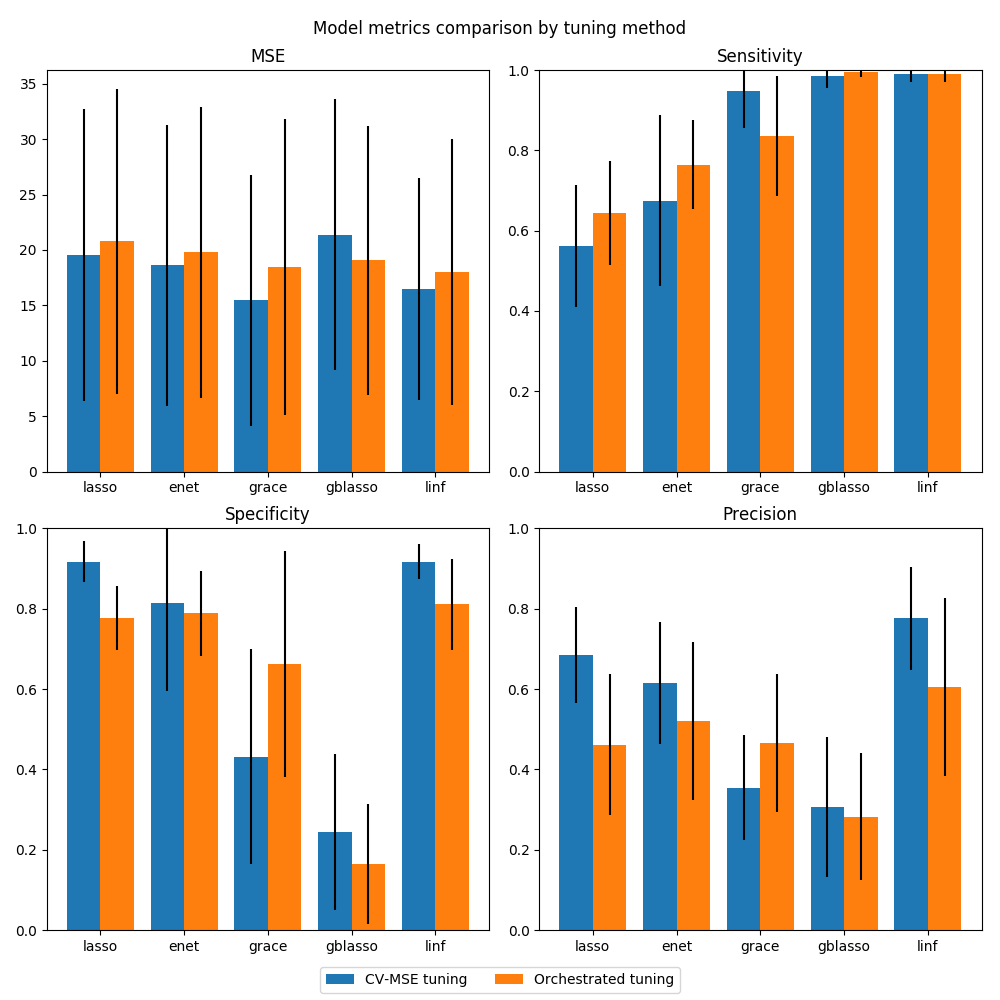 Model metrics comparison by tuning method
MSE
35
30
25
20
15
10
5
0
lasso enet grace gblasso linf
Sensitivity
1.0
0.8
0.6
0.4
0.2
0.0
lasso enet grace gblasso linf
Specificity
1.0
0.8
0.6
0.4
0.2
0.0
lasso enet grace gblasso linf
Precision
1.0
0.8
0.6
0.4
0.2
0.0
lasso enet grace gblasso linf
CV-MSE tuning Orchestrated tuning